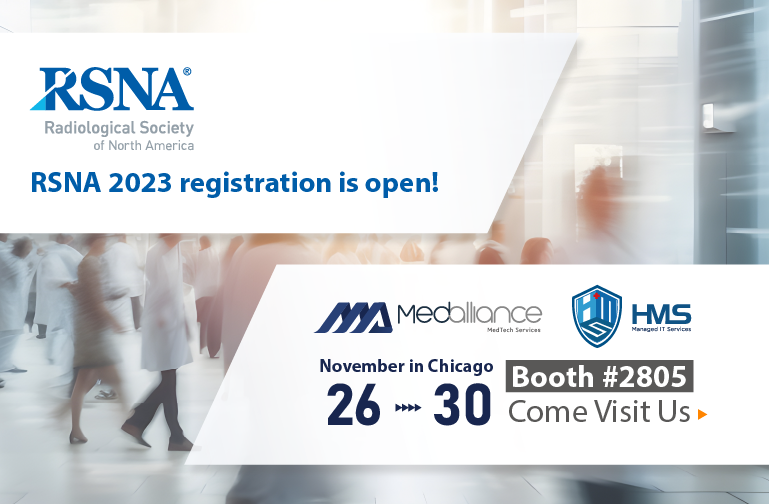 RSNA®
Radiological Society
of North America
RSNA 2023 registration is open!
Medalliance
MedTech Services
HMS
HMS
Managed IT Services
November in Chicago
26 30
Booth #2805
Come Visit Us